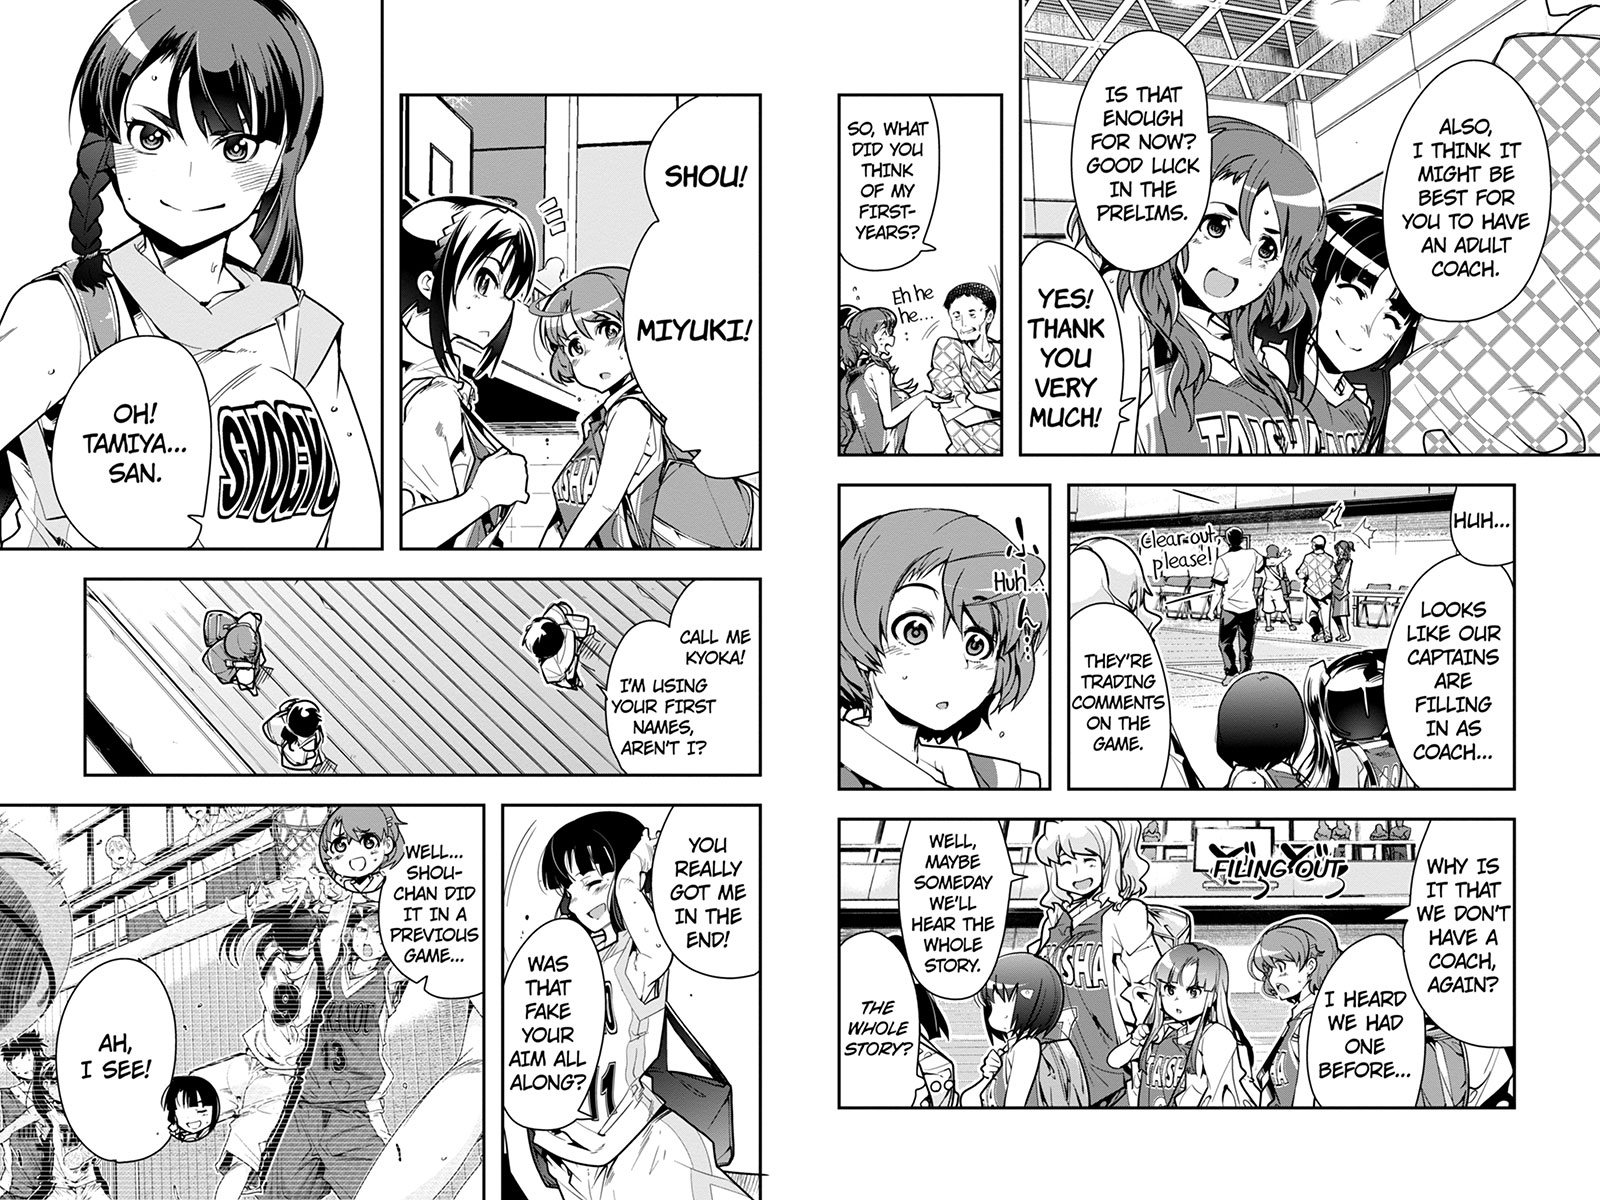 ALSO,
I THINK IT
MIGHT BE
BEST FOR
YOU TO HAVE
AN ADULT
COACH.
IS THAT
ENOUGH
FOR NOW?
GOOD LUCK
IN THE
PRELIMS.
YES!
THANK
YOU
VERY
MUCH!
SO, WHAT
DID YOU
THINK
OF MY
FIRST-
YEARS?
Eh he
he...
4
HUH...
LOOKS
LIKE OUR
CAPTAINS
ARE
FILLING
IN AS
COACH...
Clear out,
please!
THEY'RE
TRADING
COMMENTS
ON THE
GAME.
Huh...
WHY IS
IT THAT
WE DON'T
HAVE A
COACH,
AGAIN?
I HEARD
WE HAD
ONE
BEFORE...
FILING OUT
WELL,
MAYBE
SOMEDAY
WE'LL
HEAR THE
WHOLE
STORY.
THE
WHOLE
STORY?
SHOU!
MIYUKI!
OH!
TAMIYA...
SAN.
SYOGYO
CALL ME
KYOKA!
I'M USING
YOUR FIRST
NAMES,
AREN'T I?
YOU
REALLY
GOT ME
IN THE
END!
WAS
THAT
FAKE
YOUR
AIM ALL
ALONG?
WELL...
SHOU-
CHAN DID
IT IN A
PREVIOUS
GAME...
13
AH,
I SEE!